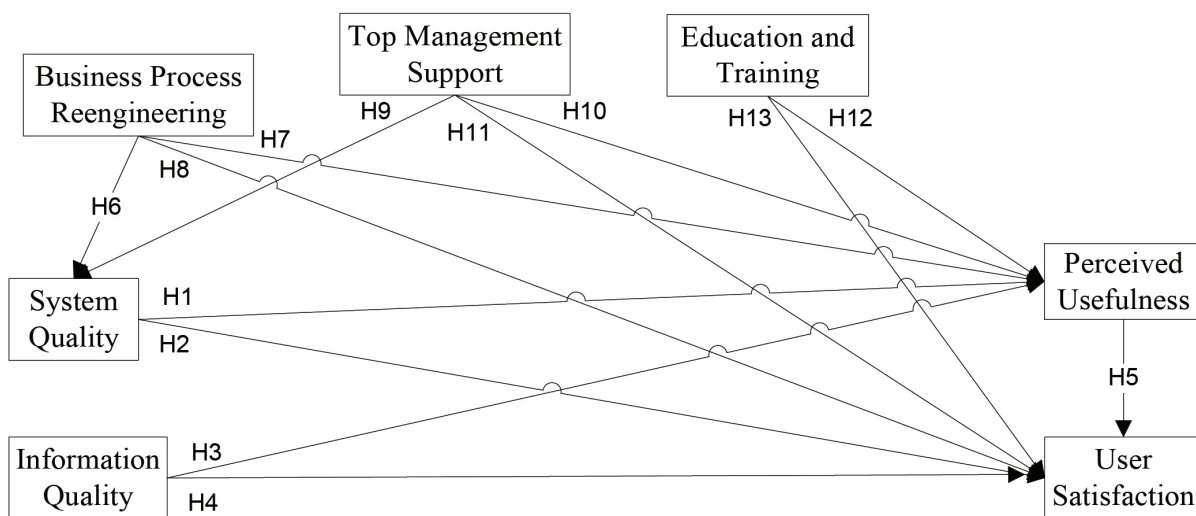 Top Management
Support
Education and
Training
Business Process
Reengineering
H9
H10
H11
H13
H12
H7
H8
H6
System
Quality
H1
H2
Perceived
Usefulness
H5
Information
Quality
H3
H4
User
Satisfaction